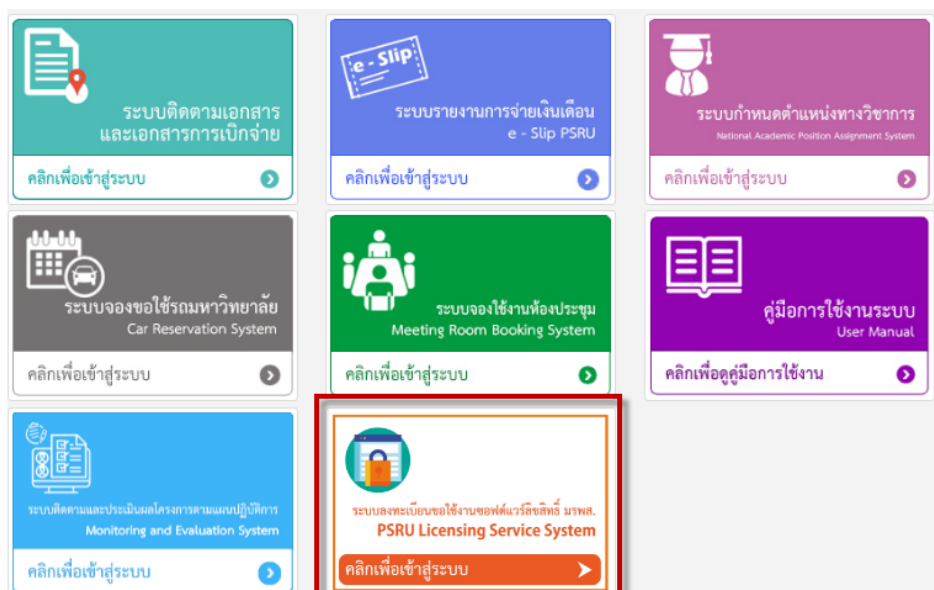 ระบบติดตามเอกสาร
และเอกสารการเบิกจ่าย
คลิกเพื่อเข้าสู่ระบบ
e - Slip
ระบบรายงานการจ่ายเงินเดือน
e - Slip PSRU
คลิกเพื่อเข้าสู่ระบบ
ระบบกำหนดตำแหน่งทางวิชาการ
National Academic Position Assignment System
คลิกเพื่อเข้าสู่ระบบ
ระบบจองขอใช้รถมหาวิทยาลัย
Car Reservation System
คลิกเพื่อเข้าสู่ระบบ
ระบบจองใช้งานห้องประชุม
Meeting Room Booking System
คลิกเพื่อเข้าสู่ระบบ
คู่มือการใช้งานระบบ
User Manual
คลิกเพื่อดูคู่มือการใช้งาน
ระบบติดตามและประเมินผลโครงการตามแผนปฏิบัติการ
Monitoring and Evaluation System
คลิกเพื่อเข้าสู่ระบบ
ระบบลงทะเบียนขอใช้งานซอฟต์แวร์ลิขสิทธิ์ มรพส.
PSRU Licensing Service System
คลิกเพื่อเข้าสู่ระบบ